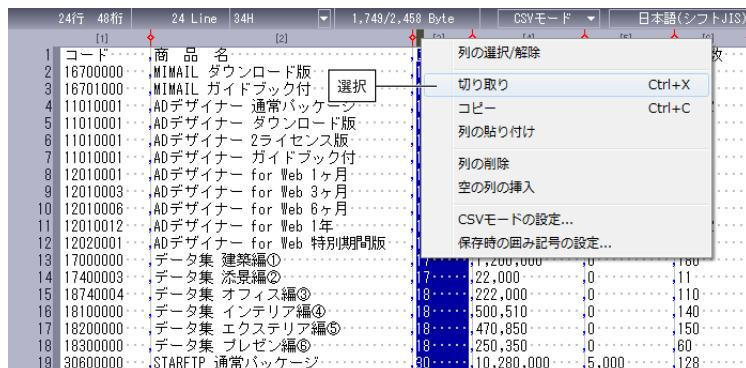 24行 48桁 24 Line 34H 1,749/2,458 Byte CSVモード 日本語(シフトJIS)
[1] [2] [3] [4] [5] [6]
1 コード ,商 品 名 数
2 16700000 ,MIMAIL ダウンロード版
3 16701000 ,MIMAIL ガイドブック付
4 11010001 ,ADデザイナー 通常パッケージ
5 11010001 ,ADデザイナー ダウンロード版
6 11010001 ,ADデザイナー 2ライセンス版
7 11010001 ,ADデザイナー ガイドブック付
8 12010001 ,ADデザイナー for Web 1ヶ月
9 12010003 ,ADデザイナー for Web 3ヶ月
10 12010006 ,ADデザイナー for Web 6ヶ月
11 12010012 ,ADデザイナー for Web 1年
12 12020001 ,ADデザイナー for Web 特別期間版
13 17000000 ,データ集 建築編① ,17 ,1,200,000 ,0 ,180
14 17400003 ,データ集 添景編② ,17 ,22,000 ,0 ,11
15 18740004 ,データ集 オフィス編③ ,18 ,222,000 ,0 ,110
16 18100000 ,データ集 インテリア編④ ,18 ,500,510 ,0 ,140
17 18200000 ,データ集 エクステリア編⑤ ,18 ,470,850 ,0 ,150
18 18300000 ,データ集 プレゼン編⑥ ,18 ,250,350 ,0 ,60
19 30600000 ,STARFTP 通常パッケージ ,30 ,10,280,000 ,5,000 ,128
選択
列の選択/解除
切り取り Ctrl+X
コピー Ctrl+C
列の貼り付け
列の削除
空の列の挿入
CSVモードの設定...
保存時の囲み記号の設定...